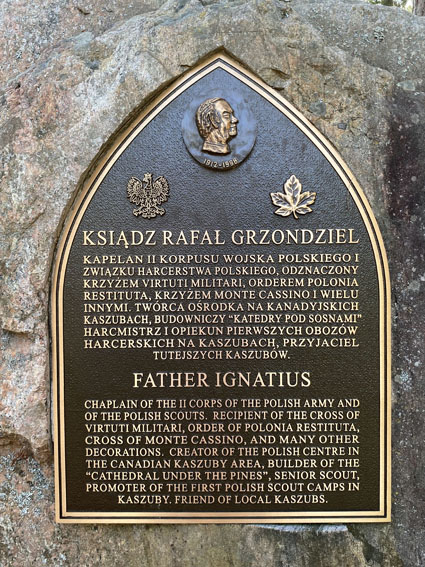 1912-1998
KSIĄDZ RAFAŁ GRZONDZIEL
KAPELAN II KORPUSU WOJSKA POLSKIEGO I
ZWIĄZKU HARCERSTWA POLSKIEGO, ODZNACZONY
KRZYŻEM VIRTUTI MILITARI, ORDEREM POLONIA
RESTITUTA, KRZYŻEM MONTE CASSINO I WIELU
INNYMI. TWÓRCA OŚRODKA NA KANADYJSKICH
KASZUBACH, BUDOWNICZY "KATEDRY POD SOSNAMI"
HARCMISTRZ I OPIEKUN PIERWSZYCH OBOZÓW
HARCERSKICH NA KASZUBACH, PRZYJACIEL
TUTEJSZYCH KASZUBÓW.
FATHER IGNATIUS
CHAPLAIN OF THE II CORPS OF THE POLISH ARMY AND
OF THE POLISH SCOUTS. RECIPIENT OF THE CROSS OF
VIRTUTI MILITARI, ORDER OF POLONIA RESTITUTA,
CROSS OF MONTE CASSINO, AND MANY OTHER
DECORATIONS. CREATOR OF THE POLISH CENTRE IN
THE CANADIAN KASZUBY AREA, BUILDER OF THE
"CATHEDRAL UNDER THE PINES", SENIOR SCOUT,
PROMOTER OF THE FIRST POLISH SCOUT CAMPS IN
KASZUBY. FRIEND OF LOCAL KASZUBS.